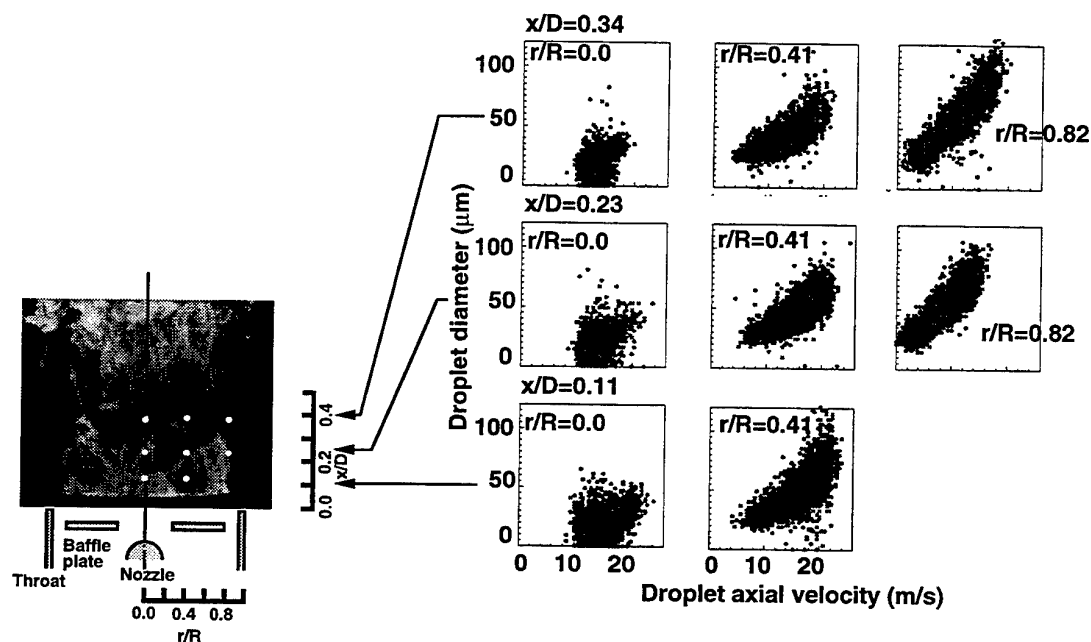 x/D=0.34
r/R=0.0
r/R=0.41
r/R=0.82
100
50
0
x/D=0.23
r/R=0.0
r/R=0.41
r/R=0.82
100
50
0
x/D=0.11
r/R=0.0
r/R=0.41
100
50
0
0 10 20
0 10 20
Droplet diameter (μm)
Droplet axial velocity (m/s)
0.4
0.2
0.0
x/D
Baffle
plate
Throat
Nozzle
0.0 0.4 0.8
r/R